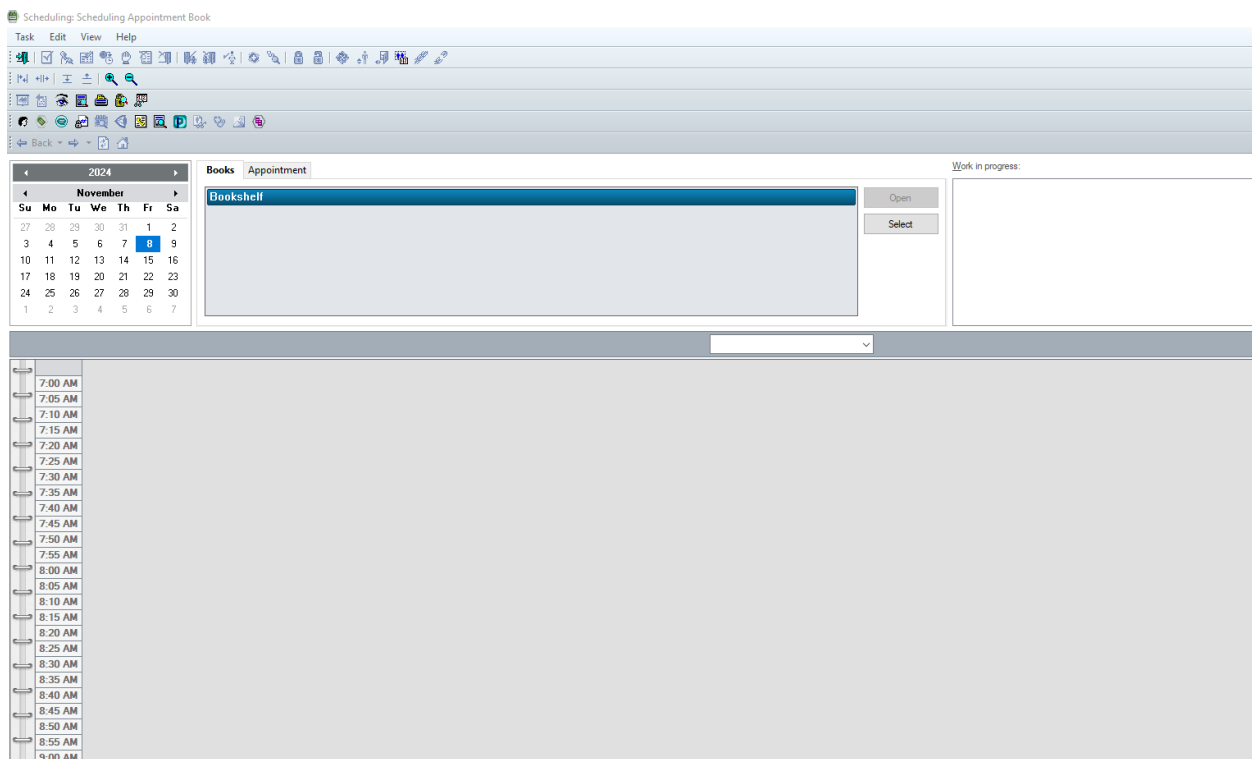 Scheduling: Scheduling Appointment Book
Task Edit View Help
Back
2024
November
Su Mo Tu We Th Fr Sa
27 28 29 30 31 1 2
3 4 5 6 7 8 9
10 11 12 13 14 15 16
17 18 19 20 21 22 23
24 25 26 27 28 29 30
1 2 3 4 5 6 7
Books Appointment
Bookshelf
Open
Select
Work in progress:
7:00 AM
7:05 AM
7:10 AM
7:15 AM
7:20 AM
7:25 AM
7:30 AM
7:35 AM
7:40 AM
7:45 AM
7:50 AM
7:55 AM
8:00 AM
8:05 AM
8:10 AM
8:15 AM
8:20 AM
8:25 AM
8:30 AM
8:35 AM
8:40 AM
8:45 AM
8:50 AM
8:55 AM
9:00 AM